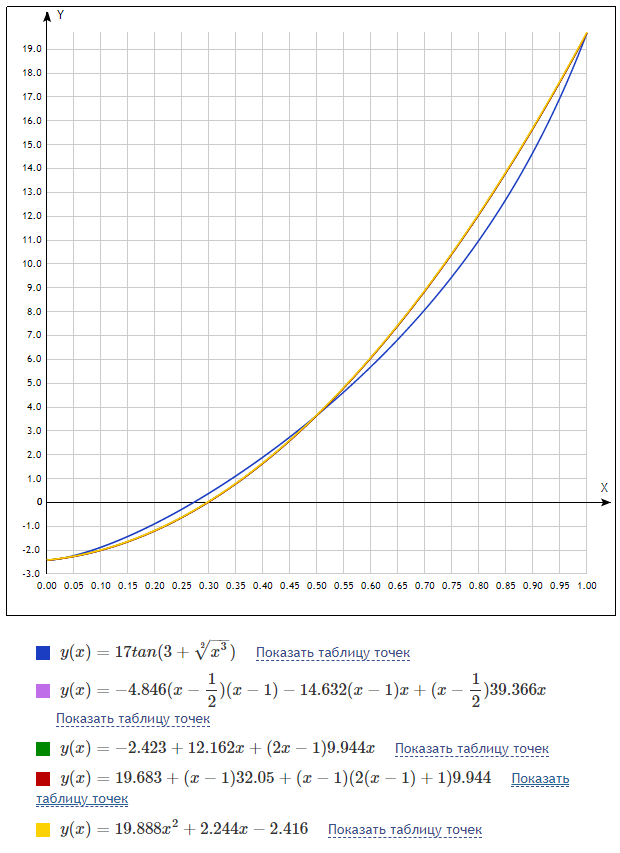 Y
19.0
18.0
17.0
16.0
15.0
14.0
13.0
12.0
11.0
10.0
9.0
8.0
7.0
6.0
5.0
4.0
3.0
2.0
1.0
X
0
-1.0
-2.0
-3.0
0.00 0.05 0.10 0.15 0.20 0.25 0.30 0.35 0.40 0.45 0.50 0.55 0.60 0.65 0.70 0.75 0.80 0.85 0.90 0.95 1.00
y(x) = 17tan(3 + \sqrt[2]{x^3}) Показать таблицу точек
y(x) = −4.846(x − \frac{1}{2})(x − 1) − 14.632(x − 1)x + (x − \frac{1}{2})39.366x
Показать таблицу точек
y(x) = −2.423 + 12.162x + (2x − 1)9.944x Показать таблицу точек
y(x) = 19.683 + (x − 1)32.05 + (x − 1)(2(x − 1) + 1)9.944 Показать
таблицу точек
y(x) = 19.888x² + 2.244x − 2.416 Показать таблицу точек